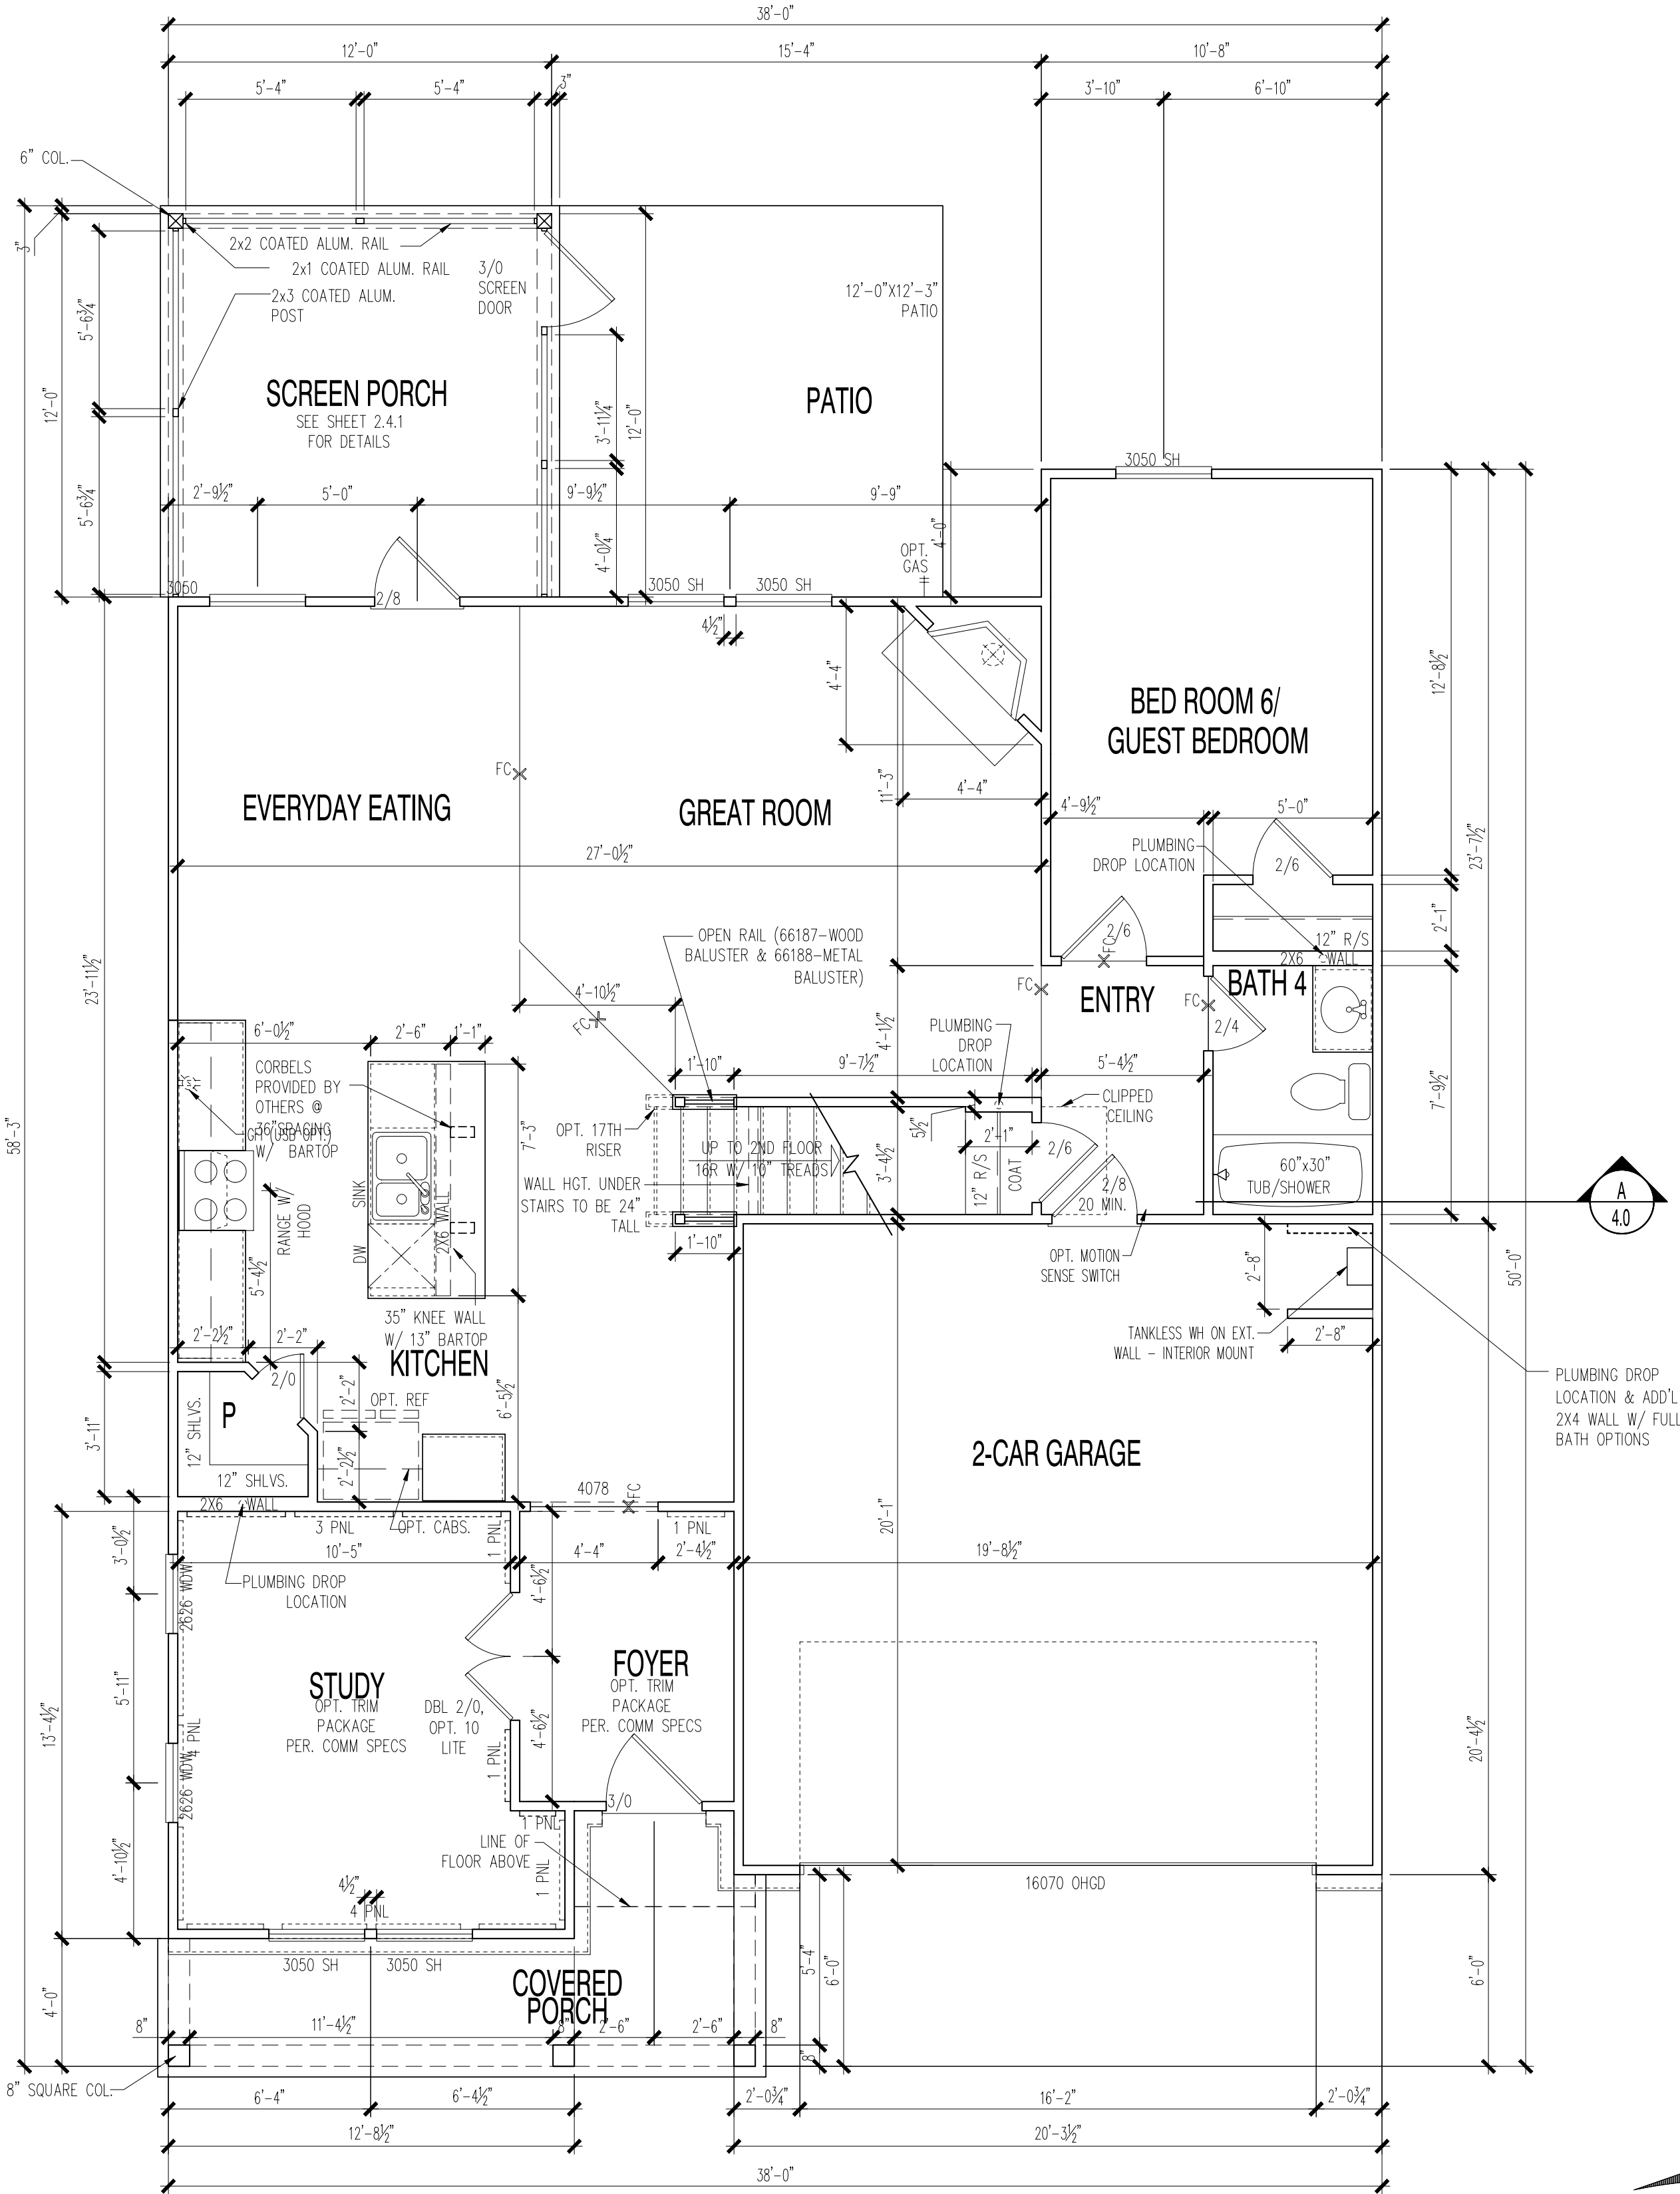 38'-0"
12'-0"
15'-4"
10'-8"
5'-4"
5'-4"
3"
3'-10"
6'-10"
6" COL.
3"
2x2 COATED ALUM. RAIL
2x1 COATED ALUM. RAIL
2x3 COATED ALUM.
POST
3/0
SCREEN
DOOR
12'-0"X12'-3"
PATIO
5'-6¾"
12'-0"
SCREEN PORCH
SEE SHEET 2.4.1
FOR DETAILS
PATIO
3'-11¼"
12'-0"
5'-6¾"
3050 SH
2'-9½"
5'-0"
9'-9½"
9'-9"
4'-0¼"
4'-0"
OPT.
GAS
3050
2/8
3050 SH
3050 SH
4½"
4'-4"
12'-8½"
BED ROOM 6/
GUEST BEDROOM
FC
11'-3"
4'-4"
EVERYDAY EATING
GREAT ROOM
4'-9½"
5'-0"
27'-0½"
PLUMBING
DROP LOCATION
2/6
23'-7½"
2'-1"
OPEN RAIL (66187-WOOD
BALUSTER & 66188-METAL
BALUSTER)
2/6
FC
12" R/S
2X6 WALL
23'-11½"
4'-10½"
FC
FC
ENTRY
FC
BATH 4
2/4
6'-0½"
2'-6"
1'-1"
4'-1½"
PLUMBING
DROP
LOCATION
CORBELS
PROVIDED BY
OTHERS @
36" SPACING
W/ BARTOP
GFI (USB OPT.)
1'-10"
9'-7½"
5'-4½"
7'-9½"
CLIPPED
CEILING
58'-3"
7'-3"
OPT. 17TH
RISER
UP TO 2ND FLOOR
16R W/ 10" TREADS
5½"
2'-1"
3'-4½"
12" R/S
COAT
2/6
2/8
20 MIN.
60"x30"
TUB/SHOWER
WALL HGT. UNDER
STAIRS TO BE 24"
TALL
A
4.0
SINK
DW
2X6 WALL
RANGE W/
HOOD
5'-4½"
1'-10"
OPT. MOTION
SENSE SWITCH
2'-8"
50'-0"
35" KNEE WALL
W/ 13" BARTOP
KITCHEN
TANKLESS WH ON EXT.
WALL - INTERIOR MOUNT
2'-8"
2'-2½"
2'-2"
2/0
PLUMBING DROP
LOCATION & ADD'L
2X4 WALL W/ FULL
BATH OPTIONS
P
12" SHLVS.
12" SHLVS.
3'-11"
2'-2"
OPT. REF
6'-5½"
2'-2½"
2-CAR GARAGE
2X6 WALL
3 PNL
OPT. CABS.
1 PNL
4078
FC
1 PNL
20'-1"
3'-0½"
10'-5"
4'-4"
2'-4½"
19'-8½"
2626 WDW
PLUMBING DROP
LOCATION
4'-6½"
5'-11"
13'-4½"
4 PNL
STUDY
OPT. TRIM
PACKAGE
PER. COMM SPECS
DBL 2/0,
OPT. 10
LITE
FOYER
OPT. TRIM
PACKAGE
PER. COMM SPECS
4'-6½"
1 PNL
20'-4½"
2626 WDW
3/0
4'-10½"
1 PNL
LINE OF
FLOOR ABOVE
1 PNL
4½"
4 PNL
16070 OHGD
3050 SH
3050 SH
COVERED
PORCH
5'-4"
6'-0"
6'-0"
4'-0"
8"
11'-4½"
8"
2'-6"
2'-6"
8"
8"
8" SQUARE COL.
6'-4"
6'-4½"
2'-0¾"
16'-2"
2'-0¾"
12'-8½"
20'-3½"
38'-0"